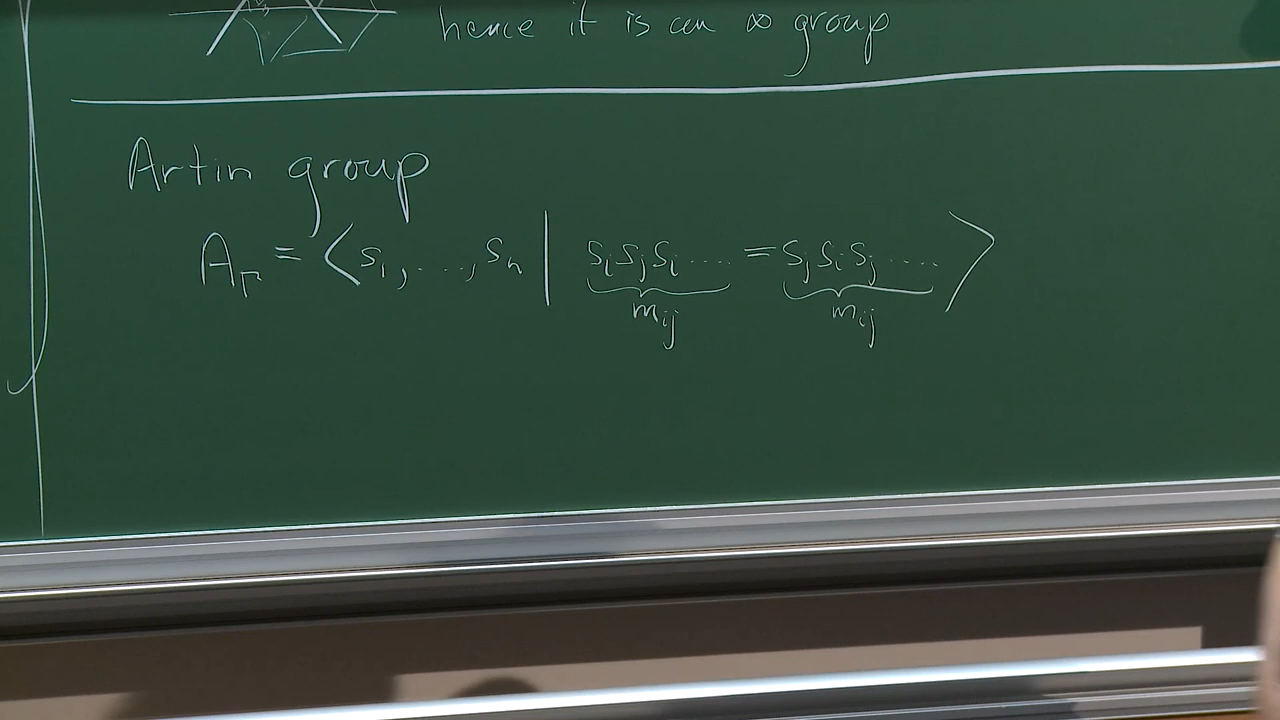 hence it is an ∞ group
Artin group
A_Γ = ⟨ s_1, ...., s_n | s_i s_j s_i .... = s_j s_i s_j .... ⟩
m_ij m_ij